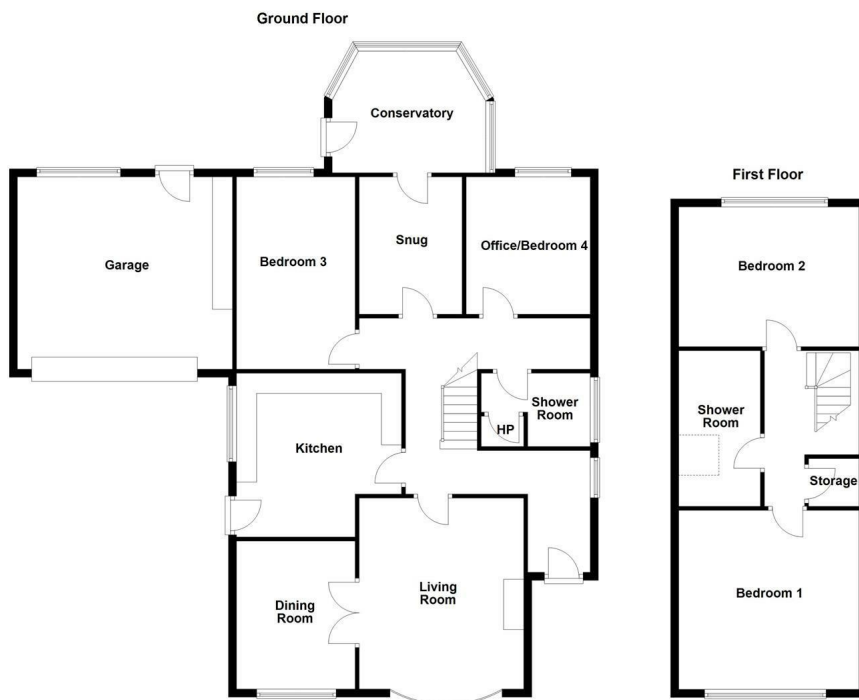 Ground Floor
Conservatory
Garage
Bedroom 3
Snug
Office/Bedroom 4
Kitchen
HP
Shower
Room
Dining
Room
Living
Room
First Floor
Bedroom 2
Shower
Room
Storage
Bedroom 1